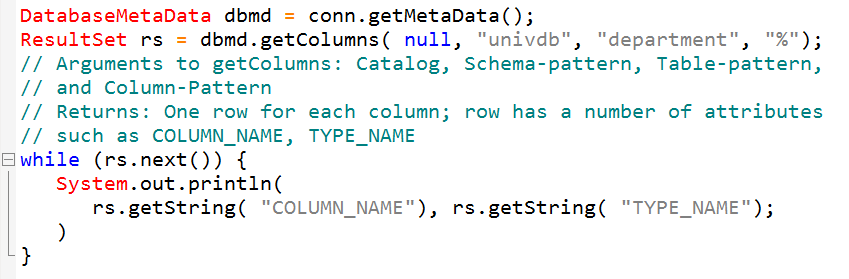 DatabaseMetaData dbmd = conn.getMetaData();
ResultSet rs = dbmd.getColumns( null, "univdb", "department", "%");
// Arguments to getColumns: Catalog, Schema-pattern, Table-pattern,
// and Column-Pattern
// Returns: One row for each column; row has a number of attributes
// such as COLUMN_NAME, TYPE_NAME
while (rs.next()) {
   System.out.println(
      rs.getString( "COLUMN_NAME"), rs.getString( "TYPE_NAME");
   )
}